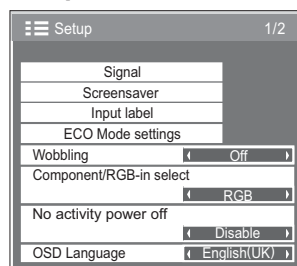 Setup 1/2
Signal
Screensaver
Input label
ECO Mode settings
Wobbling Off
Component/RGB-in select
RGB
No activity power off
Disable
OSD Language English(UK)